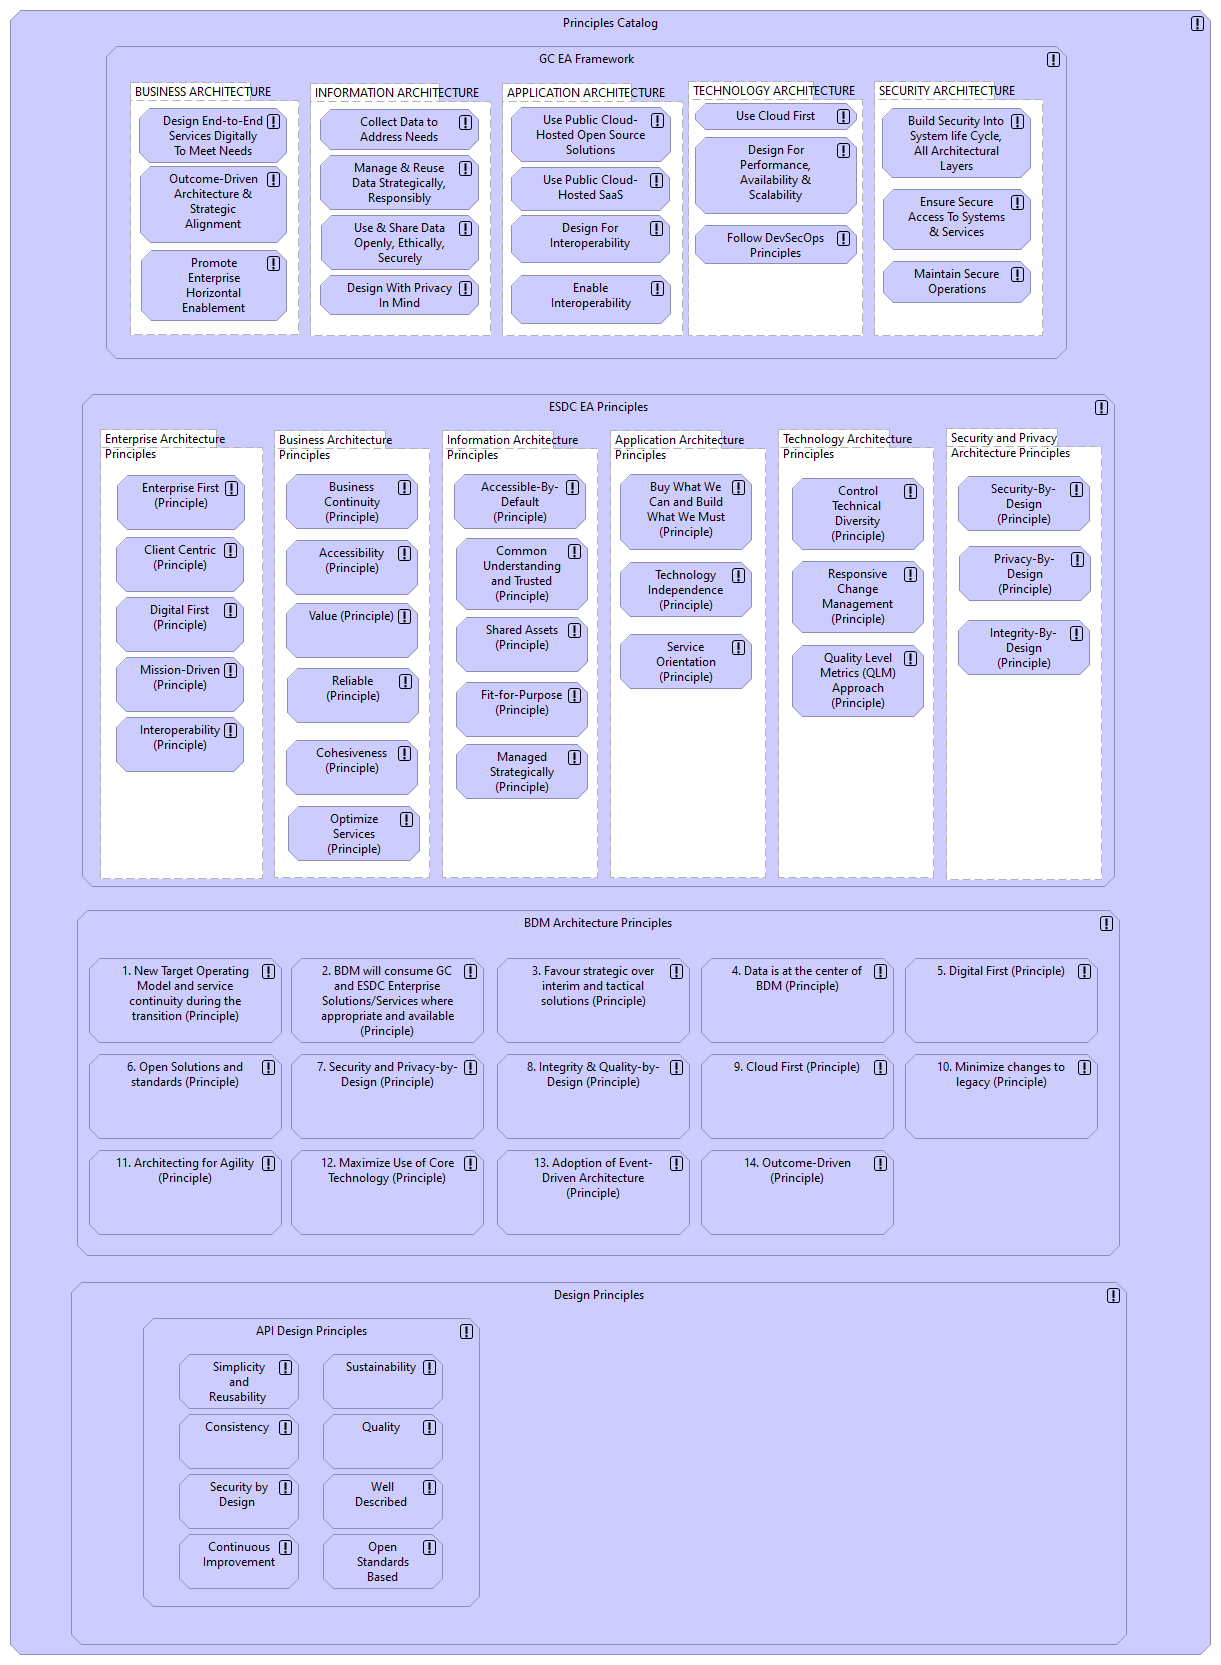 Principles Catalog
GC EA Framework
BUSINESS ARCHITECTURE
Design End-to-End
Services Digitally
To Meet Needs
Outcome-Driven
Architecture &
Strategic
Alignment
Promote
Enterprise
Horizontal
Enablement
INFORMATION ARCHITECTURE
Collect Data to
Address Needs
Manage & Reuse
Data Strategically,
Responsibly
Use & Share Data
Openly, Ethically,
Securely
Design With Privacy
In Mind
APPLICATION ARCHITECTURE
Use Public Cloud-
Hosted Open Source
Solutions
Use Public Cloud-
Hosted SaaS
Design For
Interoperability
Enable
Interoperability
TECHNOLOGY ARCHITECTURE
Use Cloud First
Design For
Performance,
Availability &
Scalability
Follow DevSecOps
Principles
SECURITY ARCHITECTURE
Build Security Into
System life Cycle,
All Architectural
Layers
Ensure Secure
Access To Systems
& Services
Maintain Secure
Operations
ESDC EA Principles
Enterprise Architecture
Principles
Enterprise First
(Principle)
Client Centric
(Principle)
Digital First
(Principle)
Mission-Driven
(Principle)
Interoperability
(Principle)
Business Architecture
Principles
Business
Continuity
(Principle)
Accessibility
(Principle)
Value (Principle)
Reliable
(Principle)
Cohesiveness
(Principle)
Optimize
Services
(Principle)
Information Architecture
Principles
Accessible-By-
Default
(Principle)
Common
Understanding
and Trusted
(Principle)
Shared Assets
(Principle)
Fit-for-Purpose
(Principle)
Managed
Strategically
(Principle)
Application Architecture
Principles
Buy What We
Can and Build
What We Must
(Principle)
Technology
Independence
(Principle)
Service
Orientation
(Principle)
Technology Architecture
Principles
Control
Technical
Diversity
(Principle)
Responsive
Change
Management
(Principle)
Quality Level
Metrics (QLM)
Approach
(Principle)
Security and Privacy
Architecture Principles
Security-By-
Design
(Principle)
Privacy-By-
Design
(Principle)
Integrity-By-
Design
(Principle)
BDM Architecture Principles
1. New Target Operating
Model and service
continuity during the
transition (Principle)
2. BDM will consume GC
and ESDC Enterprise
Solutions/Services where
appropriate and available
(Principle)
3. Favour strategic over
interim and tactical
solutions (Principle)
4. Data is at the center of
BDM (Principle)
5. Digital First (Principle)
6. Open Solutions and
standards (Principle)
7. Security and Privacy-by-
Design (Principle)
8. Integrity & Quality-by-
Design (Principle)
9. Cloud First (Principle)
10. Minimize changes to
legacy (Principle)
11. Architecting for Agility
(Principle)
12. Maximize Use of Core
Technology (Principle)
13. Adoption of Event-
Driven Architecture
(Principle)
14. Outcome-Driven
(Principle)
Design Principles
API Design Principles
Simplicity
and
Reusability
Sustainability
Consistency
Quality
Security by
Design
Well
Described
Continuous
Improvement
Open
Standards
Based